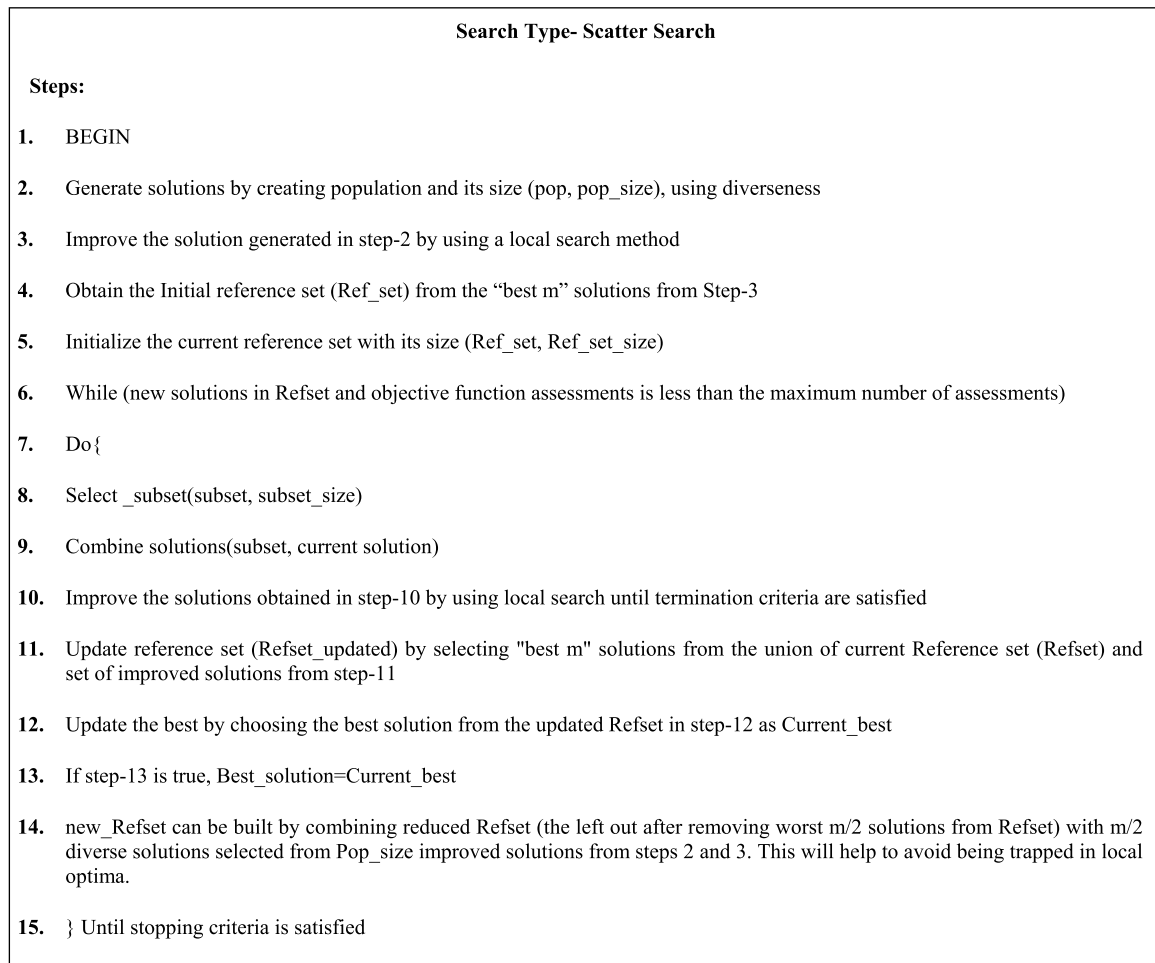 Search Type- Scatter Search
Steps:
1. BEGIN
2. Generate solutions by creating population and its size (pop, pop_size), using diverseness
3. Improve the solution generated in step-2 by using a local search method
4. Obtain the Initial reference set (Ref_set) from the “best m” solutions from Step-3
5. Initialize the current reference set with its size (Ref_set, Ref_set_size)
6. While (new solutions in Refset and objective function assessments is less than the maximum number of assessments)
7. Do{
8. Select _subset(subset, subset_size)
9. Combine solutions(subset, current solution)
10. Improve the solutions obtained in step-10 by using local search until termination criteria are satisfied
11. Update reference set (Refset_updated) by selecting "best m" solutions from the union of current Reference set (Refset) and
set of improved solutions from step-11
12. Update the best by choosing the best solution from the updated Refset in step-12 as Current_best
13. If step-13 is true, Best_solution=Current_best
14. new_Refset can be built by combining reduced Refset (the left out after removing worst m/2 solutions from Refset) with m/2
diverse solutions selected from Pop_size improved solutions from steps 2 and 3. This will help to avoid being trapped in local
optima.
15. } Until stopping criteria is satisfied